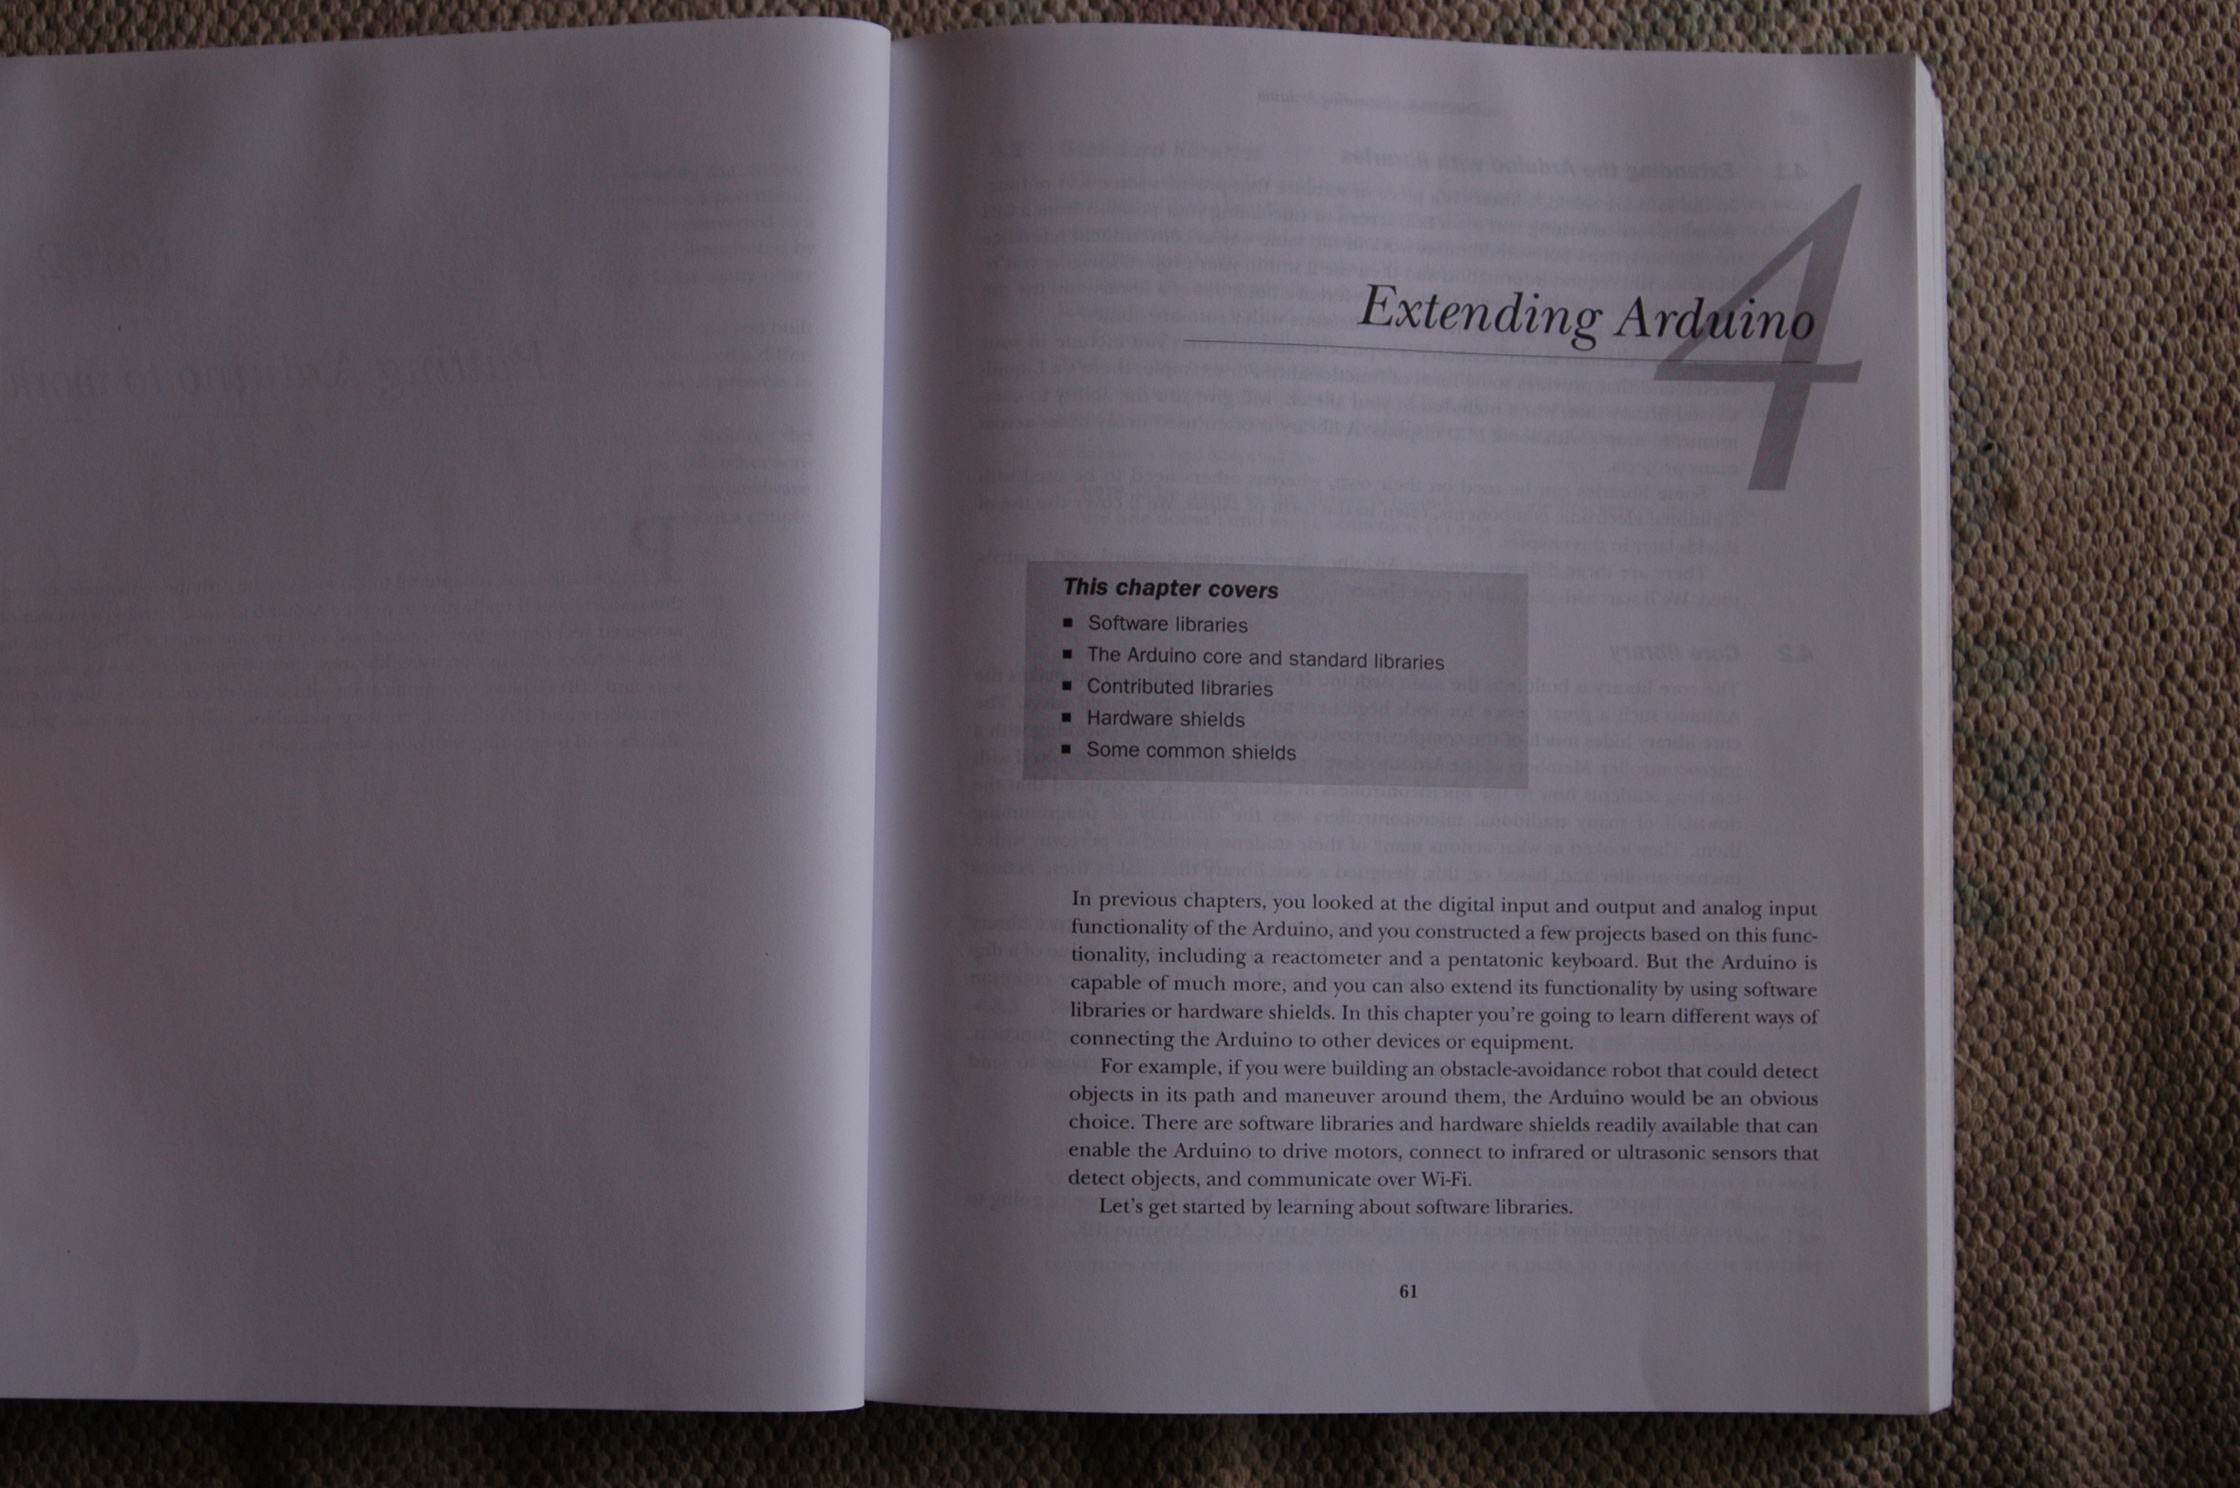 4
Extending Arduino
This chapter covers
■ Software libraries
■ The Arduino core and standard libraries
■ Contributed libraries
■ Hardware shields
■ Some common shields
In previous chapters, you looked at the digital input and output and analog input
functionality of the Arduino, and you constructed a few projects based on this func-
tionality, including a reactometer and a pentatonic keyboard. But the Arduino is
capable of much more, and you can also extend its functionality by using software
libraries or hardware shields. In this chapter you're going to learn different ways of
connecting the Arduino to other devices or equipment.
For example, if you were building an obstacle-avoidance robot that could detect
objects in its path and maneuver around them, the Arduino would be an obvious
choice. There are software libraries and hardware shields readily available that can
enable the Arduino to drive motors, connect to infrared or ultrasonic sensors that
detect objects, and communicate over Wi-Fi.
Let's get started by learning about software libraries.
61